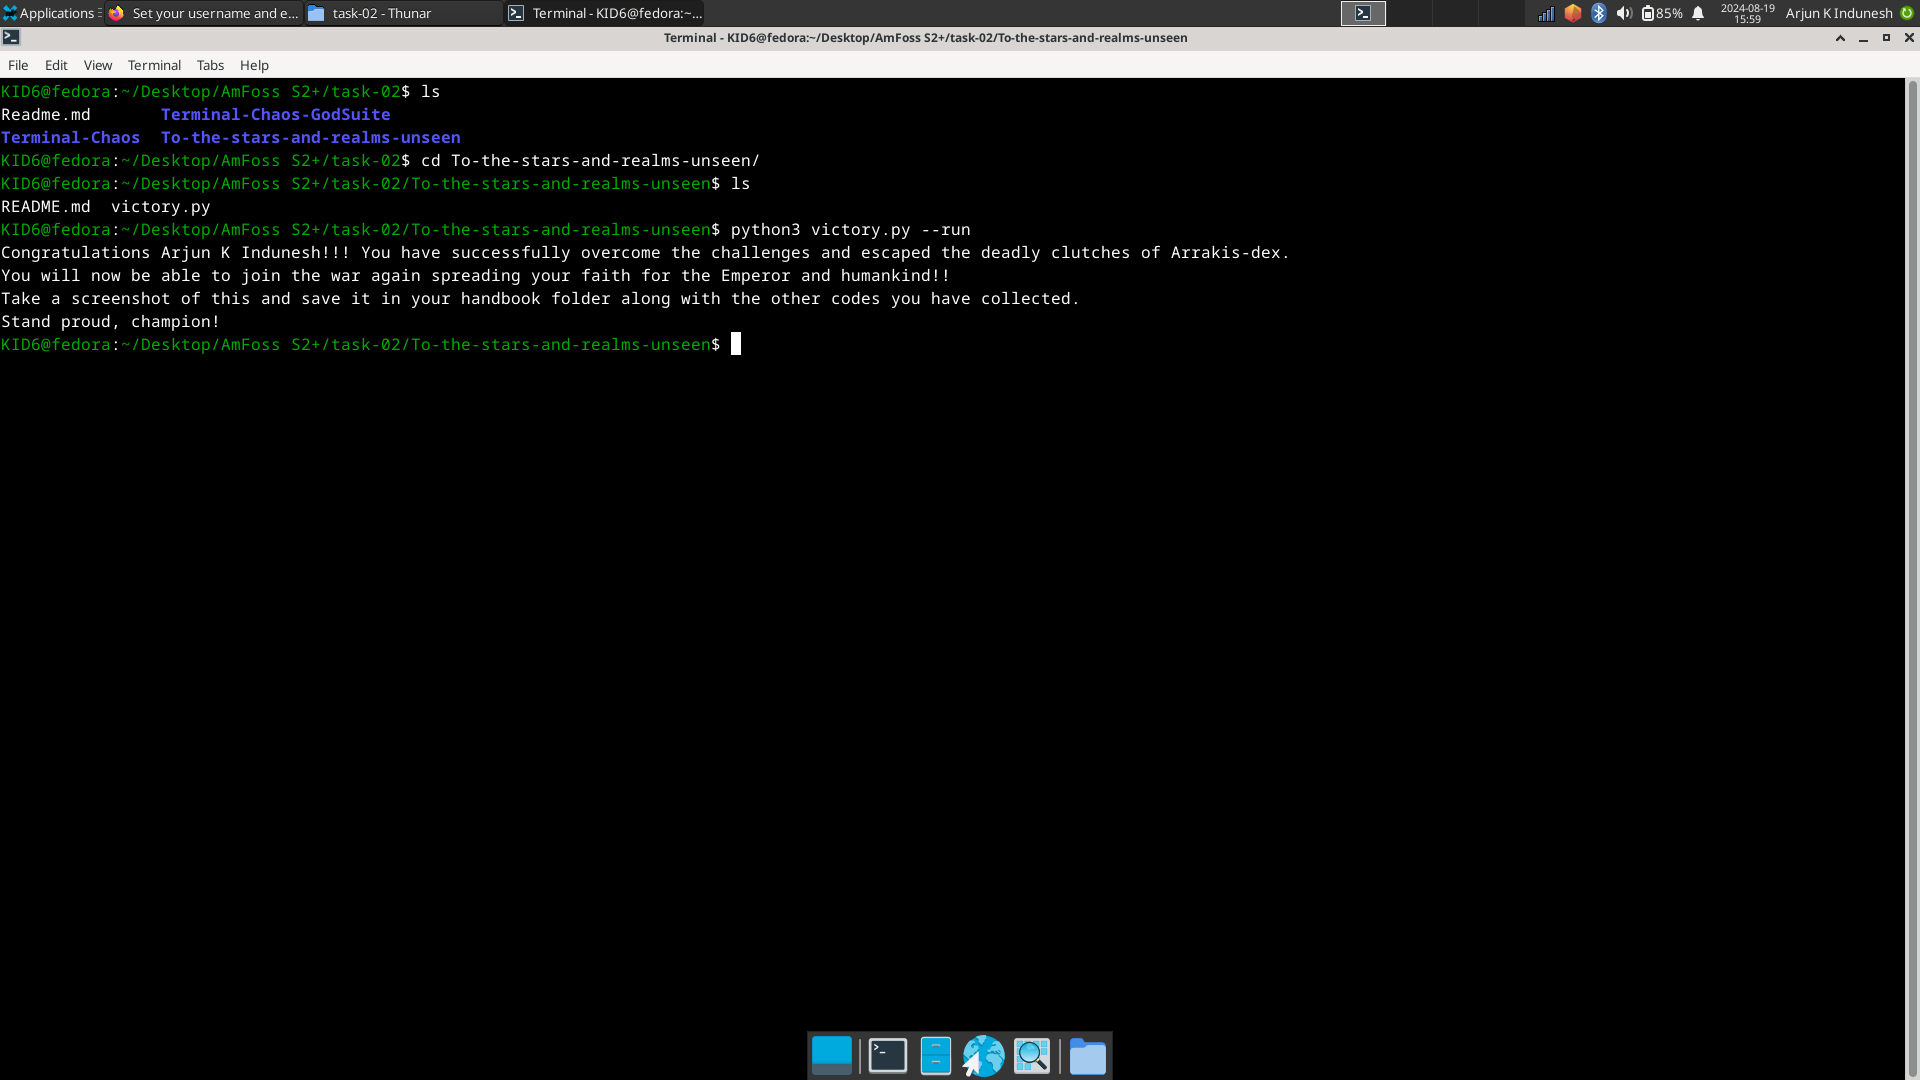 Applications
Set your username and e...
task-02 - Thunar
Terminal - KID6@fedora:~...
85%
2024-08-19
15:59
Arjun K Indunesh
Terminal - KID6@fedora:~/Desktop/AmFoss S2+/task-02/To-the-stars-and-realms-unseen
File Edit View Terminal Tabs Help
KID6@fedora:~/Desktop/AmFoss S2+/task-02$ ls
Readme.md       Terminal-Chaos-GodSuite
Terminal-Chaos  To-the-stars-and-realms-unseen
KID6@fedora:~/Desktop/AmFoss S2+/task-02$ cd To-the-stars-and-realms-unseen/
KID6@fedora:~/Desktop/AmFoss S2+/task-02/To-the-stars-and-realms-unseen$ ls
README.md  victory.py
KID6@fedora:~/Desktop/AmFoss S2+/task-02/To-the-stars-and-realms-unseen$ python3 victory.py --run
Congratulations Arjun K Indunesh!!! You have successfully overcome the challenges and escaped the deadly clutches of Arrakis-dex.
You will now be able to join the war again spreading your faith for the Emperor and humankind!!
Take a screenshot of this and save it in your handbook folder along with the other codes you have collected.
Stand proud, champion!
KID6@fedora:~/Desktop/AmFoss S2+/task-02/To-the-stars-and-realms-unseen$